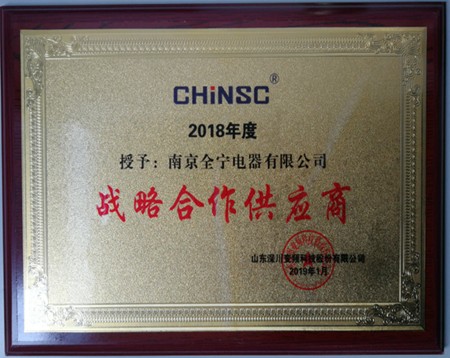 CHINSC®
2018年度
授予：南京全宁电器有限公司
战略合作供应商
山东深川变频科技股份有限公司
2019年1月